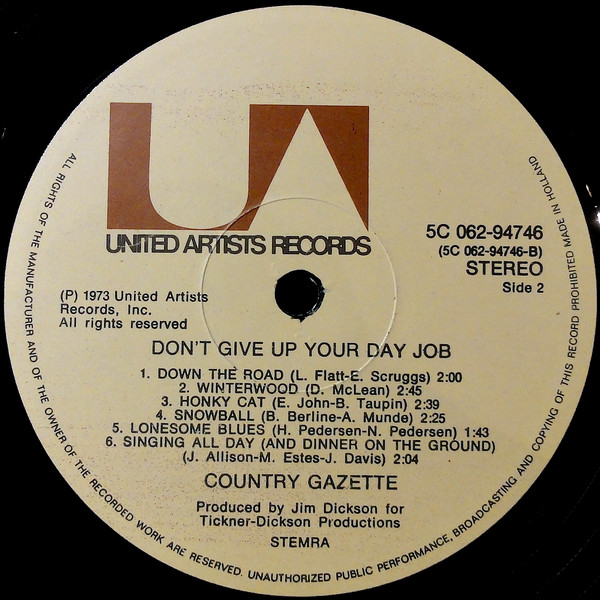 UA
UNITED ARTISTS RECORDS
5C 062-94746
(5C 062-94746-B)
STEREO
Side 2
(P) 1973 United Artists
Records, Inc.
All rights reserved
DON'T GIVE UP YOUR DAY JOB
1. DOWN THE ROAD (L. Flatt-E. Scruggs) 2:00
2. WINTERWOOD (D. McLean) 2:45
3. HONKY CAT (E. John-B. Taupin) 2:39
4. SNOWBALL (B. Berline-A. Munde) 2:25
5. LONESOME BLUES (H. Pedersen-N. Pedersen) 1:43
6. SINGING ALL DAY (AND DINNER ON THE GROUND)
(J. Allison-M. Estes-J. Davis) 2:04
COUNTRY GAZETTE
Produced by Jim Dickson for
Tickner-Dickson Productions
STEMRA
ALL RIGHTS OF THE MANUFACTURER AND OF THE OWNER OF THE RECORDED WORK ARE RESERVED. UNAUTHORIZED PUBLIC PERFORMANCE, BROADCASTING AND COPYING OF THIS RECORD PROHIBITED MADE IN HOLLAND